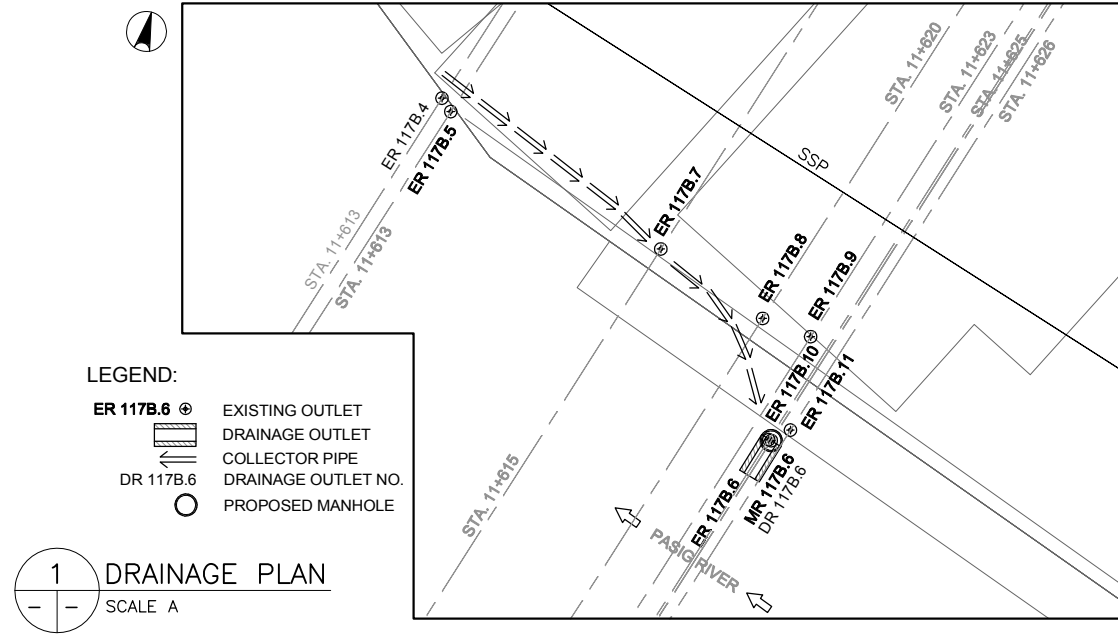 STA. 11+620
STA. 11+623
STA. 11+625
STA. 11+626
SSP
ER 117B.4
ER 117B.5
ER 117B.7
ER 117B.8
ER 117B.9
STA. 11+613
STA. 11+613
ER 117B.10
ER 117B.11
LEGEND:
ER 117B.6 EXISTING OUTLET
DRAINAGE OUTLET
COLLECTOR PIPE
DR 117B.6 DRAINAGE OUTLET NO.
PROPOSED MANHOLE
STA. 11+615
ER 117B.6
MR 117B.6
DR 117B.6
PASIG RIVER
1 DRAINAGE PLAN
- - SCALE A